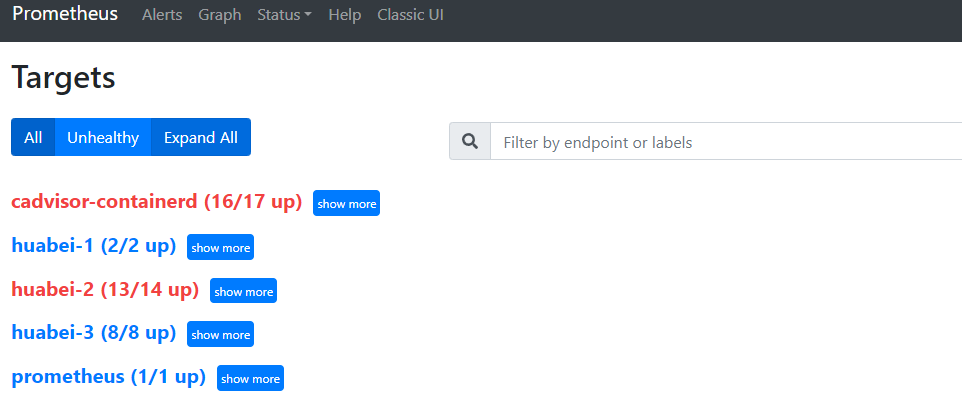 Prometheus Alerts Graph Status Help Classic UI
Targets
All Unhealthy Expand All Filter by endpoint or labels
cadvisor-containerd (16/17 up) show more
huabei-1 (2/2 up) show more
huabei-2 (13/14 up) show more
huabei-3 (8/8 up) show more
prometheus (1/1 up) show more